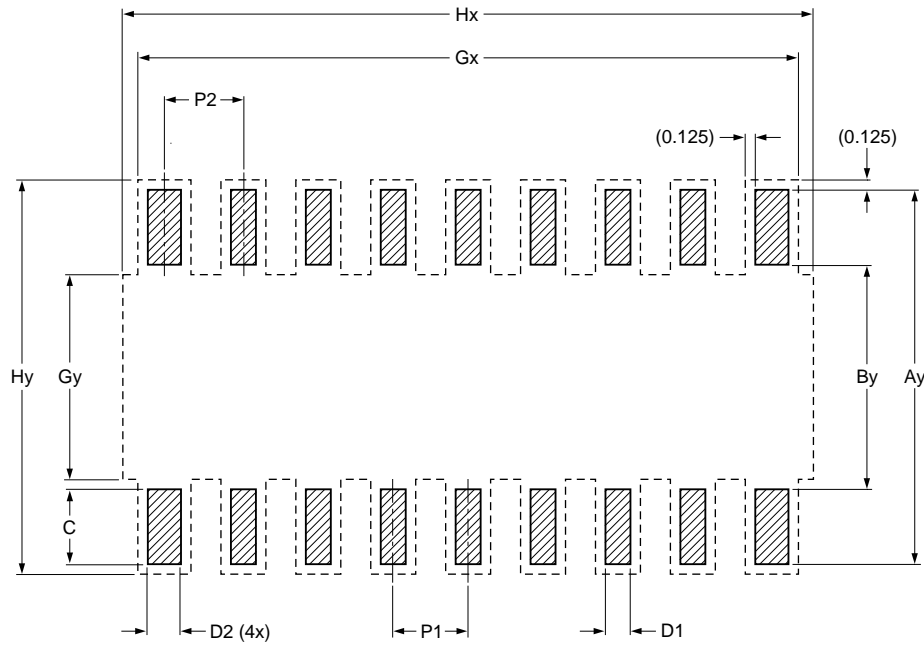 Hx
Gx
P2
(0.125)
(0.125)
Hy
Gy
By
Ay
C
D2 (4x)
P1
D1